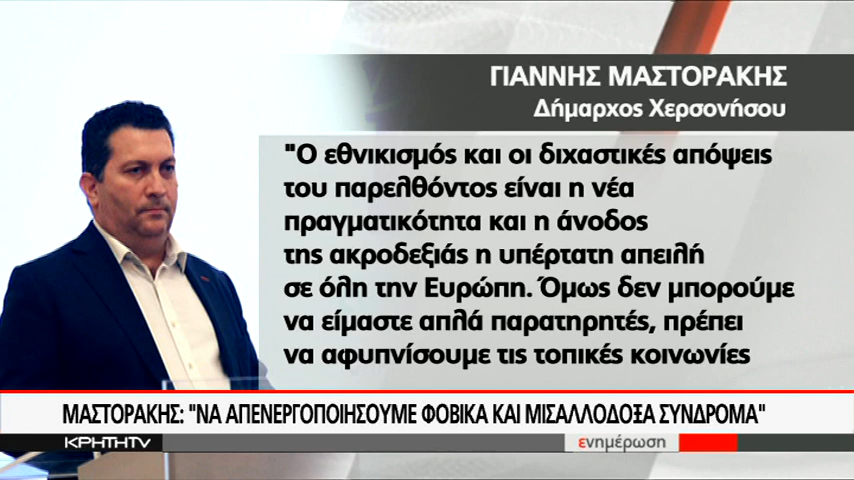 ΓΙΑΝΝΗΣ ΜΑΣΤΟΡΑΚΗΣ
Δήμαρχος Χερσονήσου
"Ο εθνικισμός και οι διχαστικές απόψεις
του παρελθόντος είναι η νέα
πραγματικότητα και η άνοδος
της ακροδεξιάς η υπέρτατη απειλή
σε όλη την Ευρώπη. Όμως δεν μπορούμε
να είμαστε απλά παρατηρητές, πρέπει
να αφυπνίσουμε τις τοπικές κοινωνίες
ΜΑΣΤΟΡΑΚΗΣ: "ΝΑ ΑΠΕΝΕΡΓΟΠΟΙΗΣΟΥΜΕ ΦΟΒΙΚΑ ΚΑΙ ΜΙΣΑΛΛΟΔΟΞΑ ΣΥΝΔΡΟΜΑ"
ΚΡΗΤΗTV
ενημέρωση